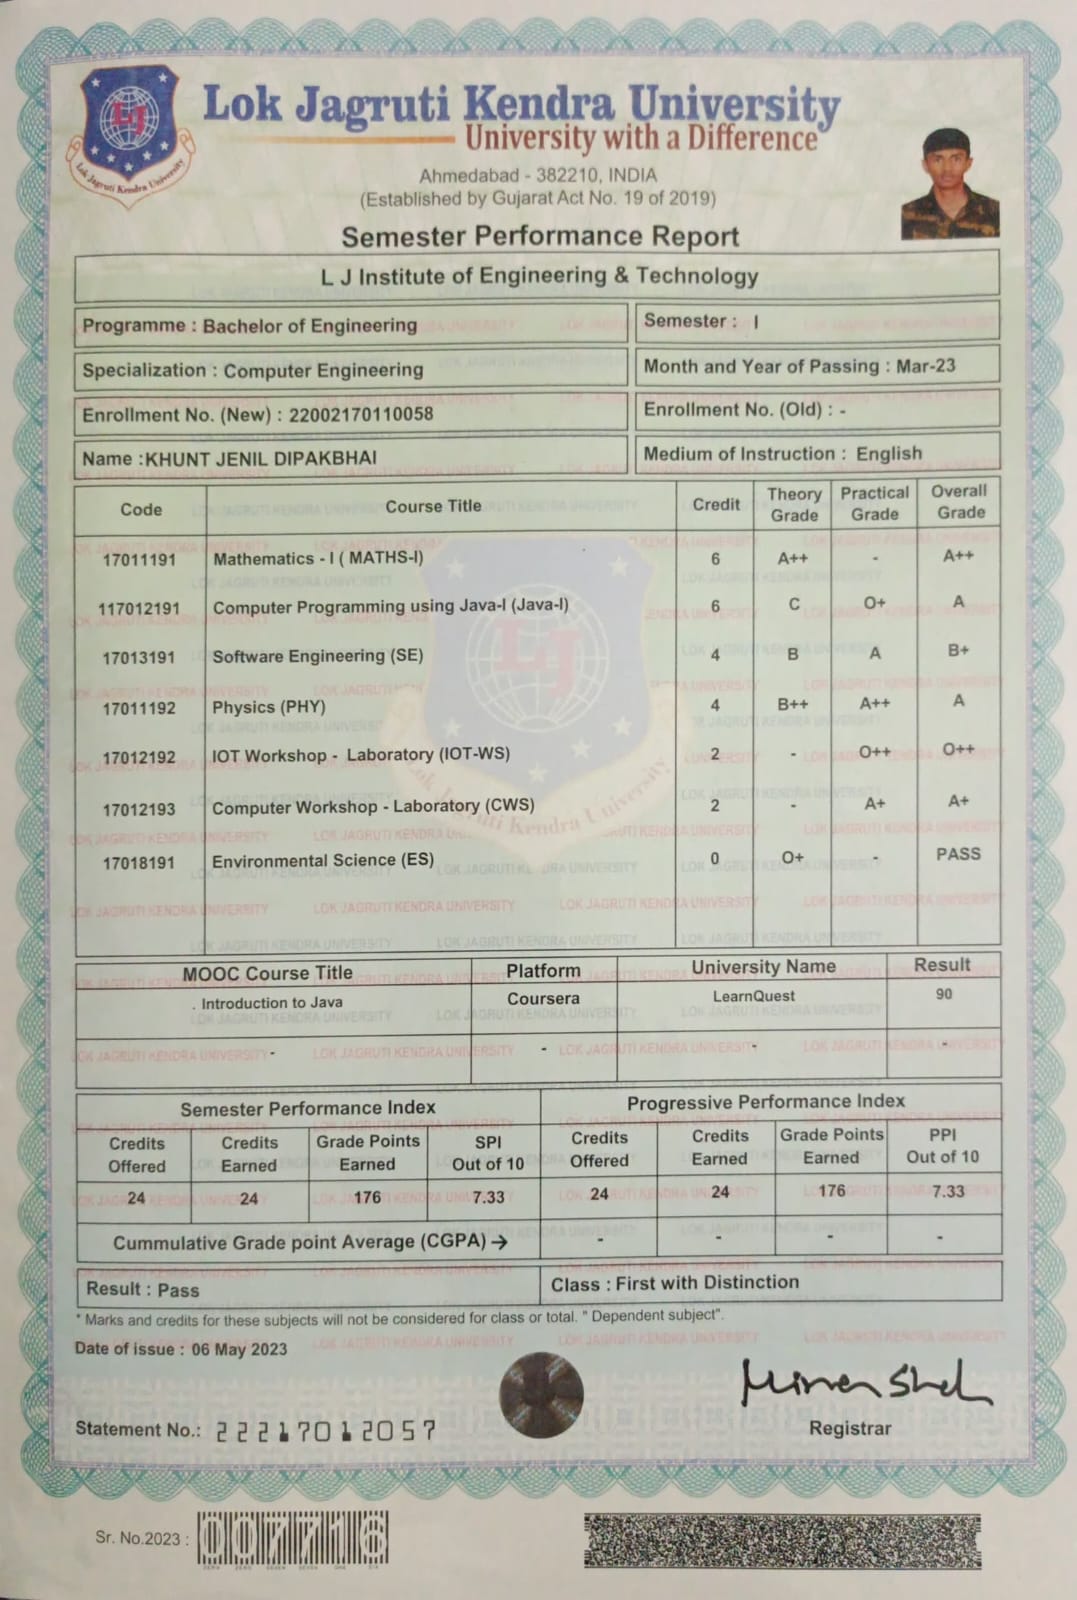 Lok Jagruti Kendra University
University with a Difference
LJ
Lok Jagruti Kendra University
Ahmedabad - 382210, INDIA
(Established by Gujarat Act No. 19 of 2019)
Semester Performance Report
L J Institute of Engineering & Technology
Programme : Bachelor of Engineering Semester : I
Specialization : Computer Engineering Month and Year of Passing : Mar-23
Enrollment No. (New) : 22002170110058 Enrollment No. (Old) : -
Name :KHUNT JENIL DIPAKBHAI Medium of Instruction : English
Code Course Title Credit Theory Grade Practical Grade Overall Grade
17011191 Mathematics - I ( MATHS-I) 6 A++ - A++
117012191 Computer Programming using Java-I (Java-I) 6 C O+ A
17013191 Software Engineering (SE) 4 B A B+
17011192 Physics (PHY) 4 B++ A++ A
17012192 IOT Workshop - Laboratory (IOT-WS) 2 - O++ O++
17012193 Computer Workshop - Laboratory (CWS) 2 - A+ A+
17018191 Environmental Science (ES) 0 O+ - PASS
MOOC Course Title Platform University Name Result
. Introduction to Java Coursera LearnQuest 90
- - - -
Semester Performance Index Progressive Performance Index
Credits Offered Credits Earned Grade Points Earned SPI Out of 10 Credits Offered Credits Earned Grade Points Earned PPI Out of 10
24 24 176 7.33 24 24 176 7.33
Cummulative Grade point Average (CGPA) → - - - -
Result : Pass Class : First with Distinction
* Marks and credits for these subjects will not be considered for class or total. " Dependent subject".
Date of issue : 06 May 2023
Statement No.: 22217012057
Registrar
Sr. No.2023 : 007716